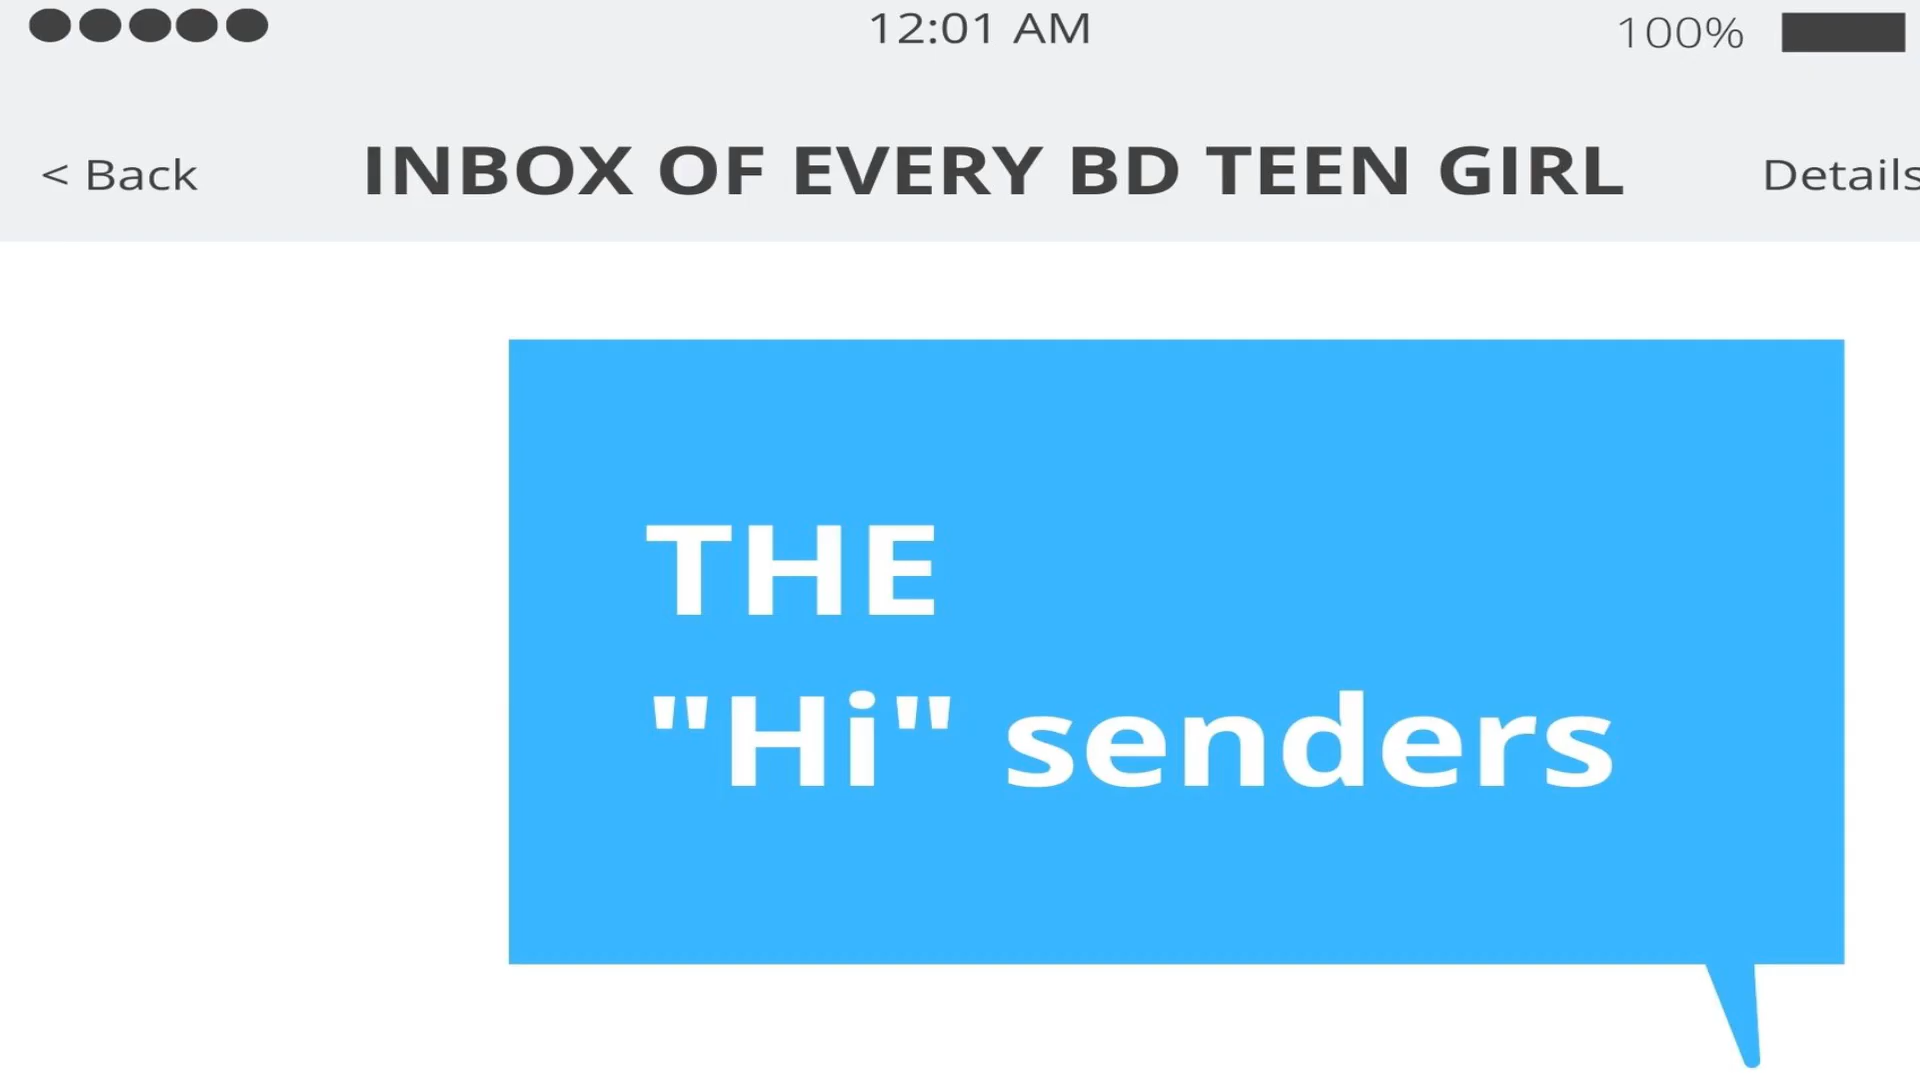 12:01 AM
100%
< Back
INBOX OF EVERY BD TEEN GIRL
Details
THE
"Hi" senders